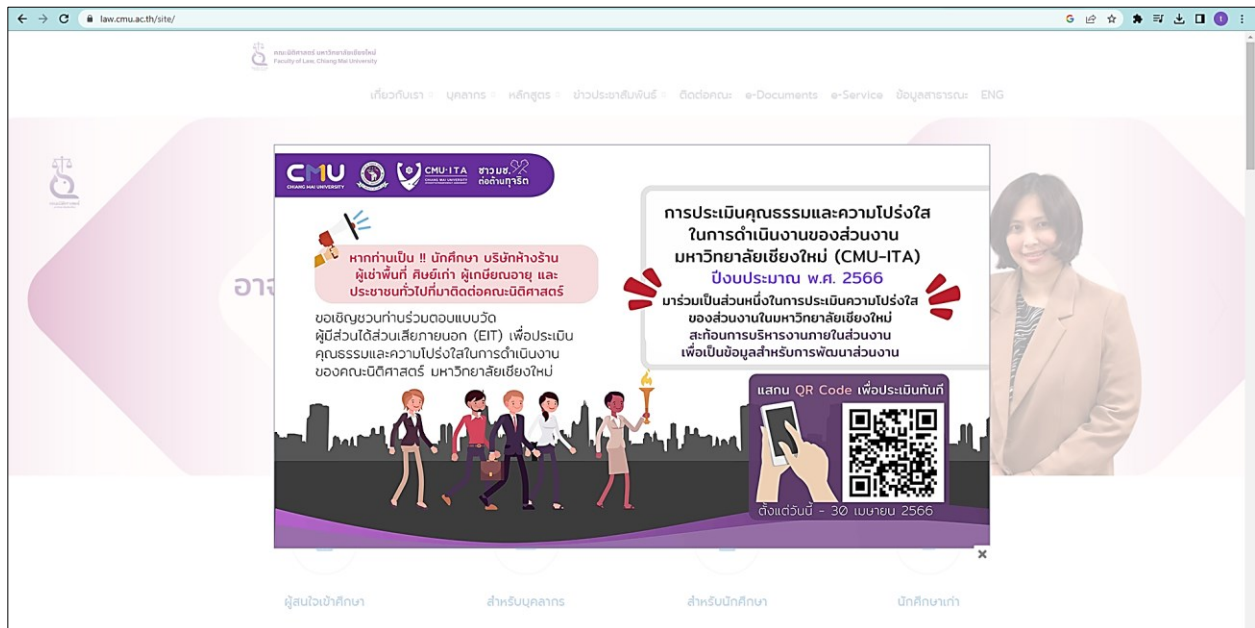 law.cmu.ac.th/site/
คณะนิติศาสตร์ มหาวิทยาลัยเชียงใหม่
Faculty of Law, Chiang Mai University
เกี่ยวกับเรา บุคลากร หลักสูตร ข่าวประชาสัมพันธ์ ติดต่อคณะ e-Documents e-Service ข้อมูลสาธารณะ ENG
CMU
CHIANG MAI UNIVERSITY
CMU-ITA
ชาว มช.
ต่อต้านทุจริต
หากท่านเป็น !! นักศึกษา บริษัทห้างร้าน
ผู้เช่าพื้นที่ ศิษย์เก่า ผู้เกษียณอายุ และ
ประชาชนทั่วไปที่มาติดต่อคณะนิติศาสตร์
ขอเชิญชวนท่านร่วมตอบแบบวัด
ผู้มีส่วนได้ส่วนเสียภายนอก (EIT) เพื่อประเมิน
คุณธรรมและความโปร่งใสในการดำเนินงาน
ของคณะนิติศาสตร์ มหาวิทยาลัยเชียงใหม่
การประเมินคุณธรรมและความโปร่งใส
ในการดำเนินงานของส่วนงาน
มหาวิทยาลัยเชียงใหม่ (CMU-ITA)
ปีงบประมาณ พ.ศ. 2566
มาร่วมเป็นส่วนหนึ่งในการประเมินความโปร่งใส
ของส่วนงานในมหาวิทยาลัยเชียงใหม่
สะท้อนการบริหารงานภายในส่วนงาน
เพื่อเป็นข้อมูลสำหรับการพัฒนาส่วนงาน
แสกน QR Code เพื่อประเมินทันที
ตั้งแต่วันนี้ - 30 เมษายน 2566
ผู้สนใจเข้าศึกษา
สำหรับบุคลากร
สำหรับนักศึกษา
นักศึกษาเก่า